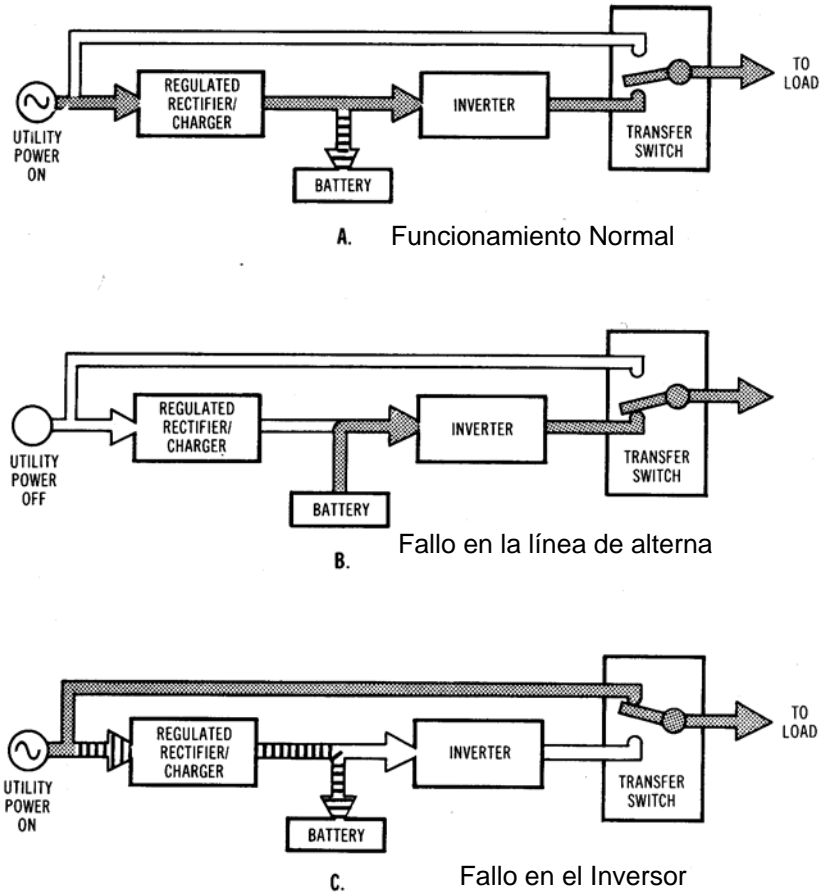 TO
LOAD
REGULATED
RECTIFIER/
CHARGER
INVERTER
UTILITY
POWER
ON
TRANSFER
SWITCH
BATTERY
A. Funcionamiento Normal
REGULATED
RECTIFIER/
CHARGER
INVERTER
UTILITY
POWER
OFF
TRANSFER
SWITCH
BATTERY
B. Fallo en la línea de alterna
TO
LOAD
REGULATED
RECTIFIER/
CHARGER
INVERTER
UTILITY
POWER
ON
TRANSFER
SWITCH
BATTERY
C. Fallo en el Inversor